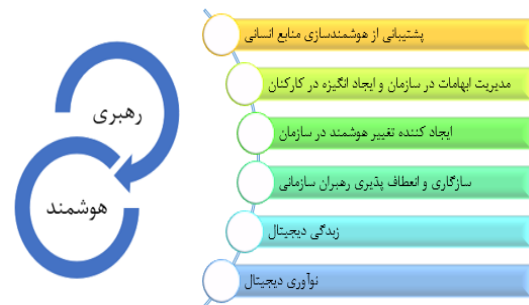 رهبری
هوشمند
پشتیبانی از هوشمندسازی منابع انسانی
مدیریت ابهامات در سازمان و ایجاد انگیزه در کارکنان
ایجاد کننده تغییر هوشمند در سازمان
سازگاری و انعطاف پذیری رهبران سازمانی
زبدگی دیجیتال
نوآوری دیجیتال